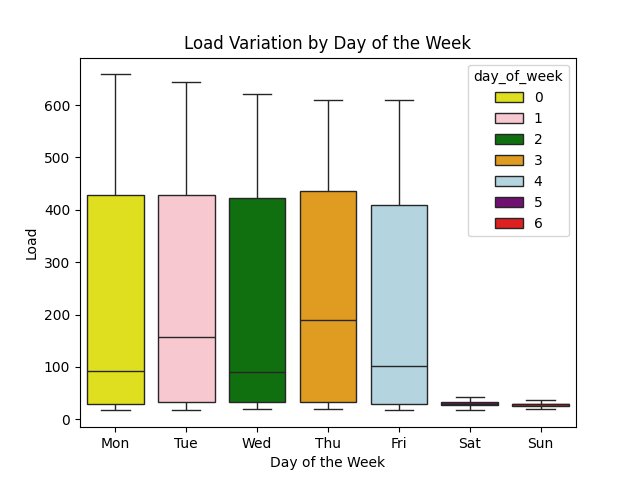 Load Variation by Day of the Week
day_of_week
0
1
2
3
4
5
6
Load
600
500
400
300
200
100
0
Mon Tue Wed Thu Fri Sat Sun
Day of the Week